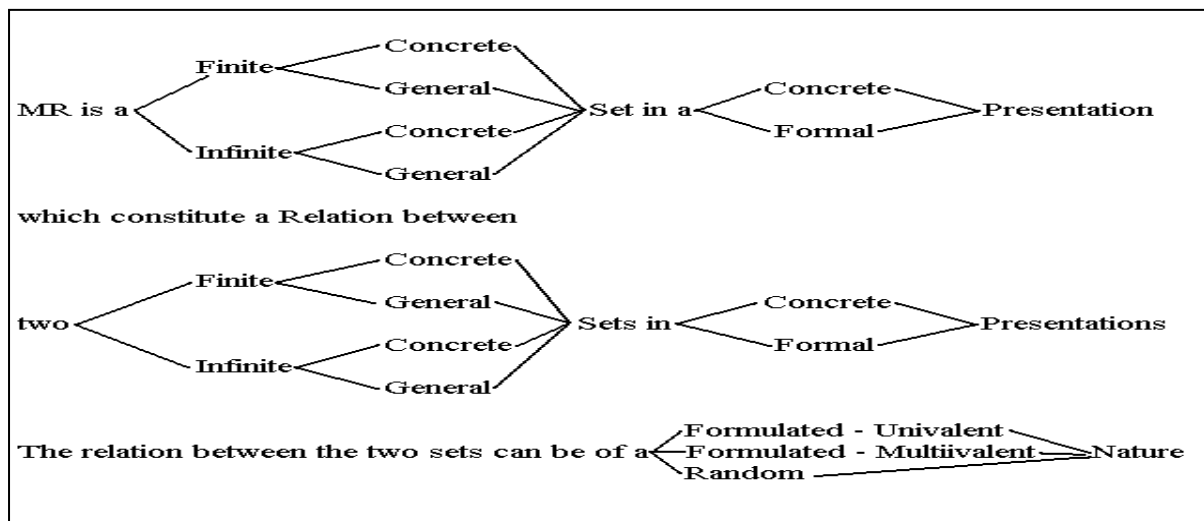 Concrete
Finite
General
Concrete
MR is a
Set in a
Presentation
Concrete
Formal
Infinite
General
which constitute a Relation between
Concrete
Finite
General
Concrete
two
Sets in
Presentations
Concrete
Formal
Infinite
General
Formulated - Univalent
The relation between the two sets can be of a Formulated - Multiivalent Nature
Random